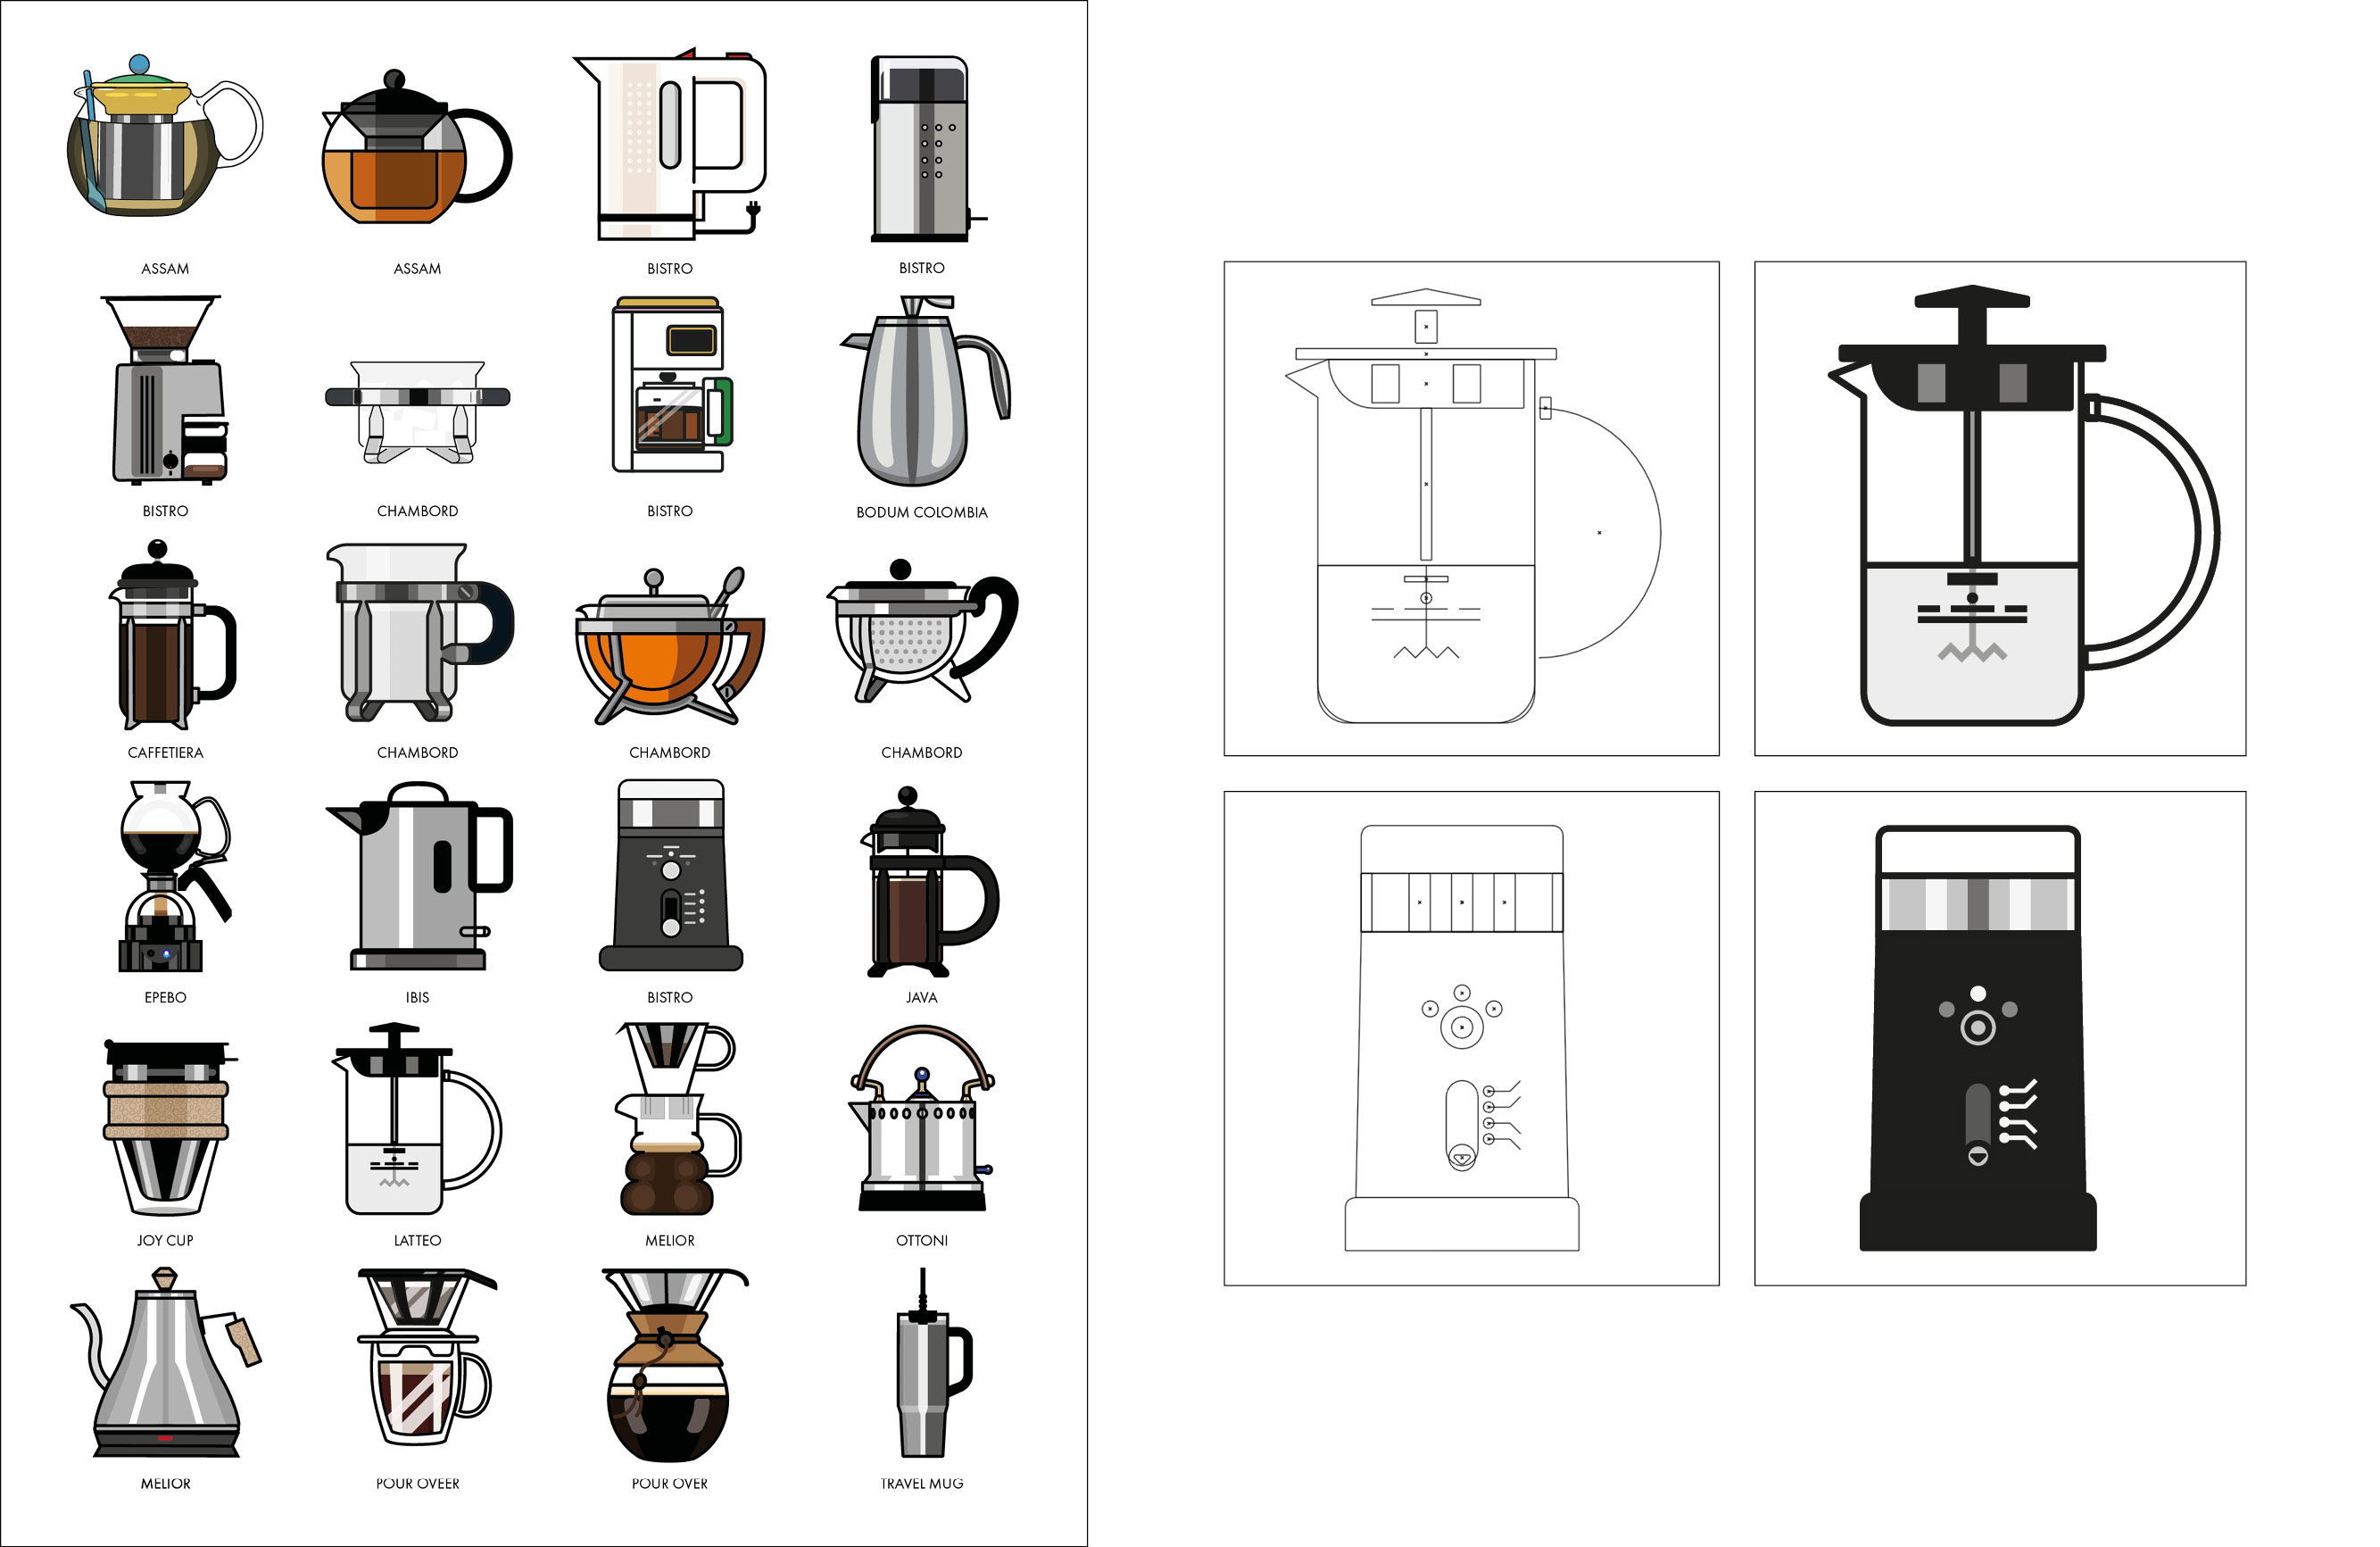 ASSAM
ASSAM
BISTRO
BISTRO
BISTRO
CHAMBORD
BISTRO
BODUM COLOMBIA
CAFFETIERA
CHAMBORD
CHAMBORD
CHAMBORD
EPEBO
IBIS
BISTRO
JAVA
JOY CUP
LATTEO
MELIOR
OTTONI
MELIOR
POUR OVEER
POUR OVER
TRAVEL MUG